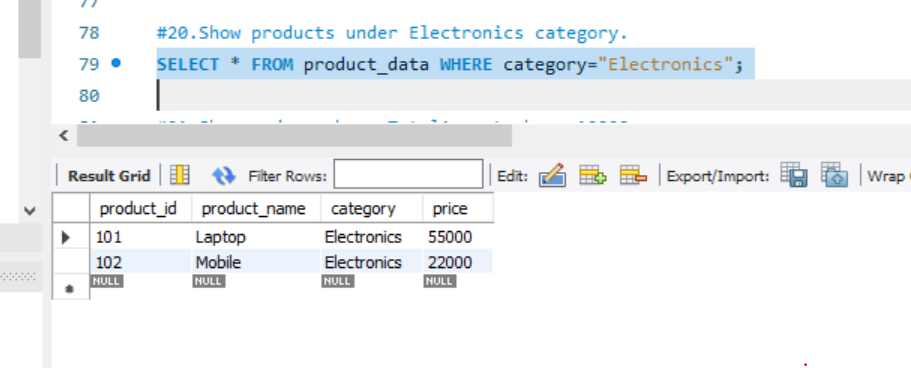 77
78 #20.Show products under Electronics category.
79 SELECT * FROM product_data WHERE category="Electronics";
80
Result Grid Filter Rows: Edit: Export/Import: Wrap
product_id product_name category price
101 Laptop Electronics 55000
102 Mobile Electronics 22000
NULL NULL NULL NULL